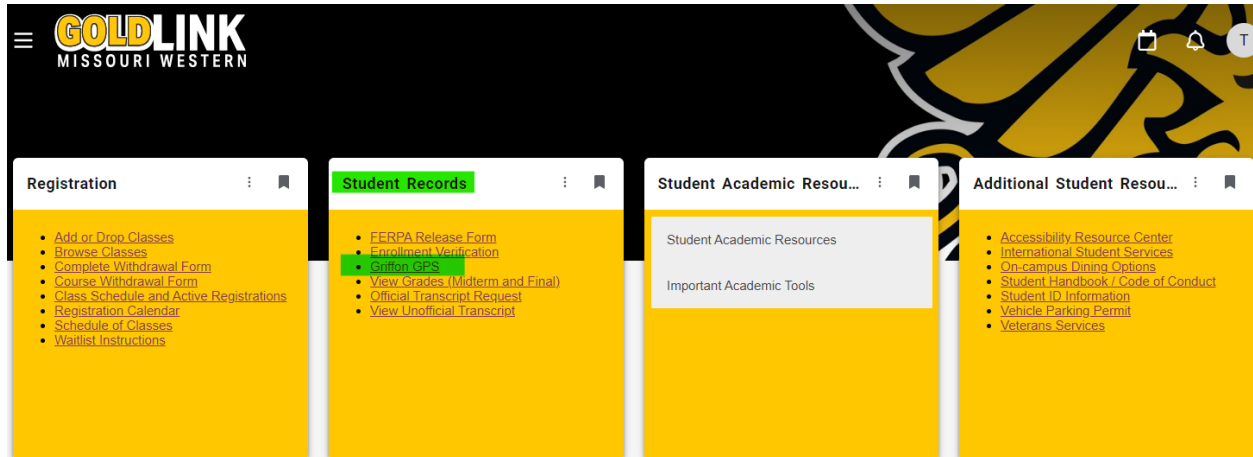 GOLDLINK
MISSOURI WESTERN
T
Registration
Add or Drop Classes
Browse Classes
Complete Withdrawal Form
Course Withdrawal Form
Class Schedule and Active Registrations
Registration Calendar
Schedule of Classes
Waitlist Instructions
Student Records
FERPA Release Form
Enrollment Verification
Griffon GPS
View Grades (Midterm and Final)
Official Transcript Request
View Unofficial Transcript
Student Academic Resou...
Student Academic Resources
Important Academic Tools
Additional Student Resou...
Accessibility Resource Center
International Student Services
On-campus Dining Options
Student Handbook / Code of Conduct
Student ID Information
Vehicle Parking Permit
Veterans Services